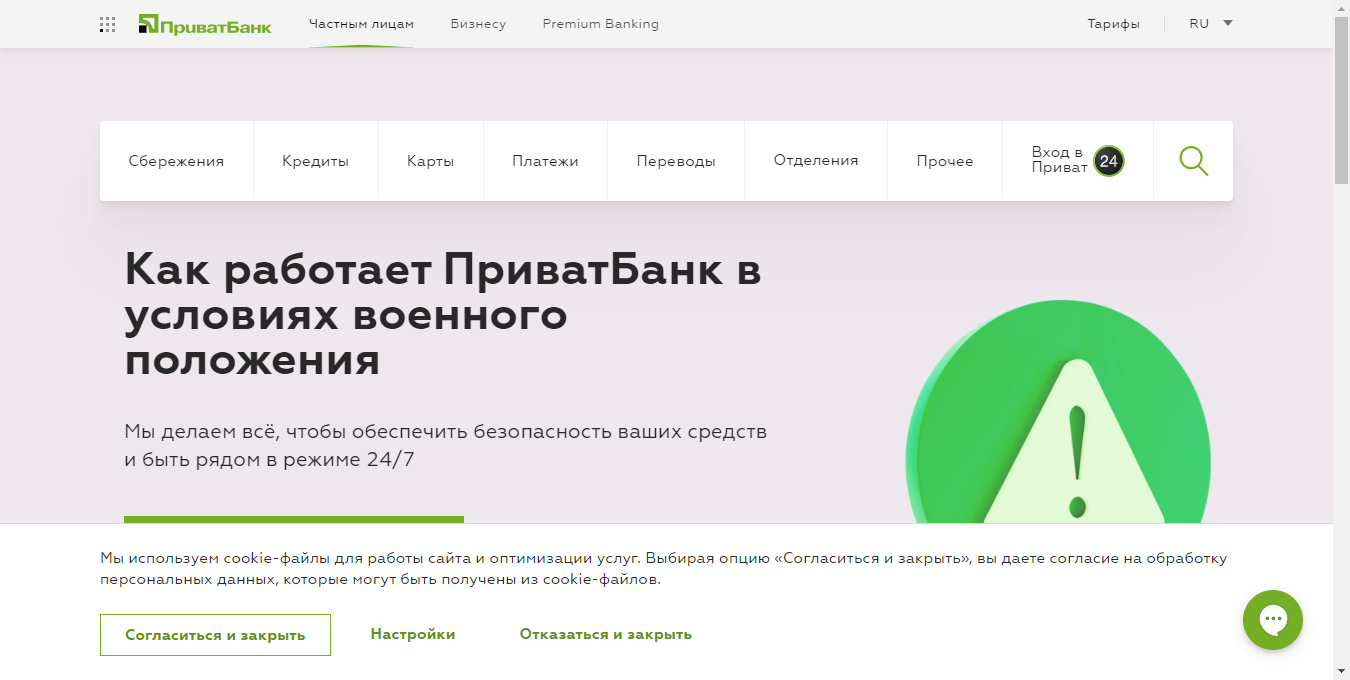 ПриватБанк
Частным лицам
Бизнесу
Premium Banking
Тарифы
RU
Сбережения
Кредиты
Карты
Платежи
Переводы
Отделения
Прочее
Вход в
Приват
24
Как работает ПриватБанк в
условиях военного
положения
Мы делаем всё, чтобы обеспечить безопасность ваших средств
и быть рядом в режиме 24/7
Мы используем cookie-файлы для работы сайта и оптимизации услуг. Выбирая опцию «Согласиться и закрыть», вы даете согласие на обработку
персональных данных, которые могут быть получены из cookie-файлов.
Согласиться и закрыть
Настройки
Отказаться и закрыть